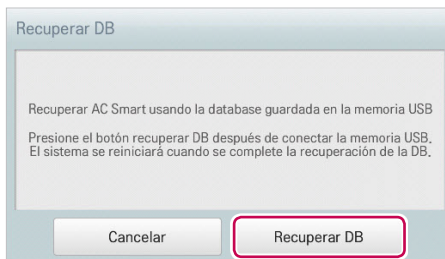 Recuperar DB
Recuperar AC Smart usando la database guardada en la memoria USB
Presione el botón recuperar DB después de conectar la memoria USB.
El sistema se reiniciará cuando se complete la recuperación de la DB.
Cancelar
Recuperar DB